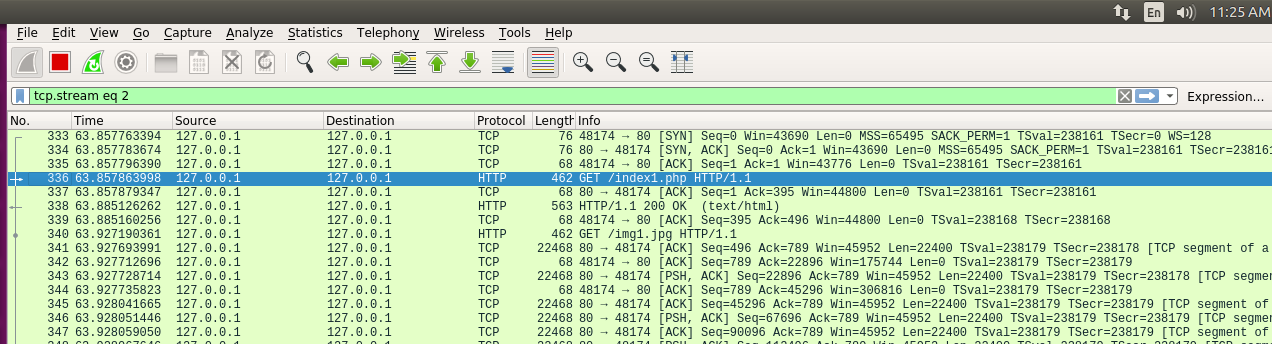 En 11:25 AM
File Edit View Go Capture Analyze Statistics Telephony Wireless Tools Help
tcp.stream eq 2 Expression…
No. Time Source Destination Protocol Length Info
333 63.857763394 127.0.0.1 127.0.0.1 TCP 76 48174 → 80 [SYN] Seq=0 Win=43690 Len=0 MSS=65495 SACK_PERM=1 TSval=238161 TSecr=0 WS=128
334 63.857783674 127.0.0.1 127.0.0.1 TCP 76 80 → 48174 [SYN, ACK] Seq=0 Ack=1 Win=43690 Len=0 MSS=65495 SACK_PERM=1 TSval=238161 TSecr=238161
335 63.857796390 127.0.0.1 127.0.0.1 TCP 68 48174 → 80 [ACK] Seq=1 Ack=1 Win=43776 Len=0 TSval=238161 TSecr=238161
336 63.857863998 127.0.0.1 127.0.0.1 HTTP 462 GET /index1.php HTTP/1.1
337 63.857879347 127.0.0.1 127.0.0.1 TCP 68 80 → 48174 [ACK] Seq=1 Ack=395 Win=44800 Len=0 TSval=238161 TSecr=238161
338 63.885126262 127.0.0.1 127.0.0.1 HTTP 563 HTTP/1.1 200 OK (text/html)
339 63.885160256 127.0.0.1 127.0.0.1 TCP 68 48174 → 80 [ACK] Seq=395 Ack=496 Win=44800 Len=0 TSval=238168 TSecr=238168
340 63.927190361 127.0.0.1 127.0.0.1 HTTP 462 GET /img1.jpg HTTP/1.1
341 63.927693991 127.0.0.1 127.0.0.1 TCP 22468 80 → 48174 [ACK] Seq=496 Ack=789 Win=45952 Len=22400 TSval=238179 TSecr=238178 [TCP segment of a
342 63.927712696 127.0.0.1 127.0.0.1 TCP 68 48174 → 80 [ACK] Seq=789 Ack=22896 Win=175744 Len=0 TSval=238179 TSecr=238179
343 63.927728714 127.0.0.1 127.0.0.1 TCP 22468 80 → 48174 [PSH, ACK] Seq=22896 Ack=789 Win=45952 Len=22400 TSval=238179 TSecr=238178 [TCP segmen
344 63.927735823 127.0.0.1 127.0.0.1 TCP 68 48174 → 80 [ACK] Seq=789 Ack=45296 Win=306816 Len=0 TSval=238179 TSecr=238179
345 63.928041665 127.0.0.1 127.0.0.1 TCP 22468 80 → 48174 [ACK] Seq=45296 Ack=789 Win=45952 Len=22400 TSval=238179 TSecr=238179 [TCP segment of
346 63.928051446 127.0.0.1 127.0.0.1 TCP 22468 80 → 48174 [PSH, ACK] Seq=67696 Ack=789 Win=45952 Len=22400 TSval=238179 TSecr=238179 [TCP segmen
347 63.928059050 127.0.0.1 127.0.0.1 TCP 22468 80 → 48174 [ACK] Seq=90096 Ack=789 Win=45952 Len=22400 TSval=238179 TSecr=238179 [TCP segment of